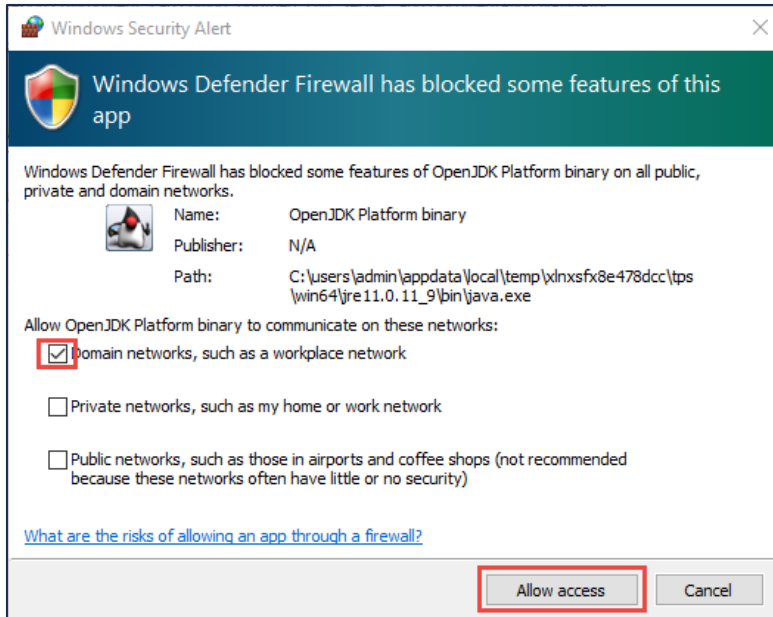 Windows Security Alert
Windows Defender Firewall has blocked some features of this
app
Windows Defender Firewall has blocked some features of OpenJDK Platform binary on all public,
private and domain networks.
Name: OpenJDK Platform binary
Publisher: N/A
Path: C:\users\admin\appdata\local\temp\xlnxsfx8e478dcc\tps
\win64\jre11.0.11_9\bin\java.exe
Allow OpenJDK Platform binary to communicate on these networks:
Domain networks, such as a workplace network
Private networks, such as my home or work network
Public networks, such as those in airports and coffee shops (not recommended
because these networks often have little or no security)
What are the risks of allowing an app through a firewall?
Allow access Cancel